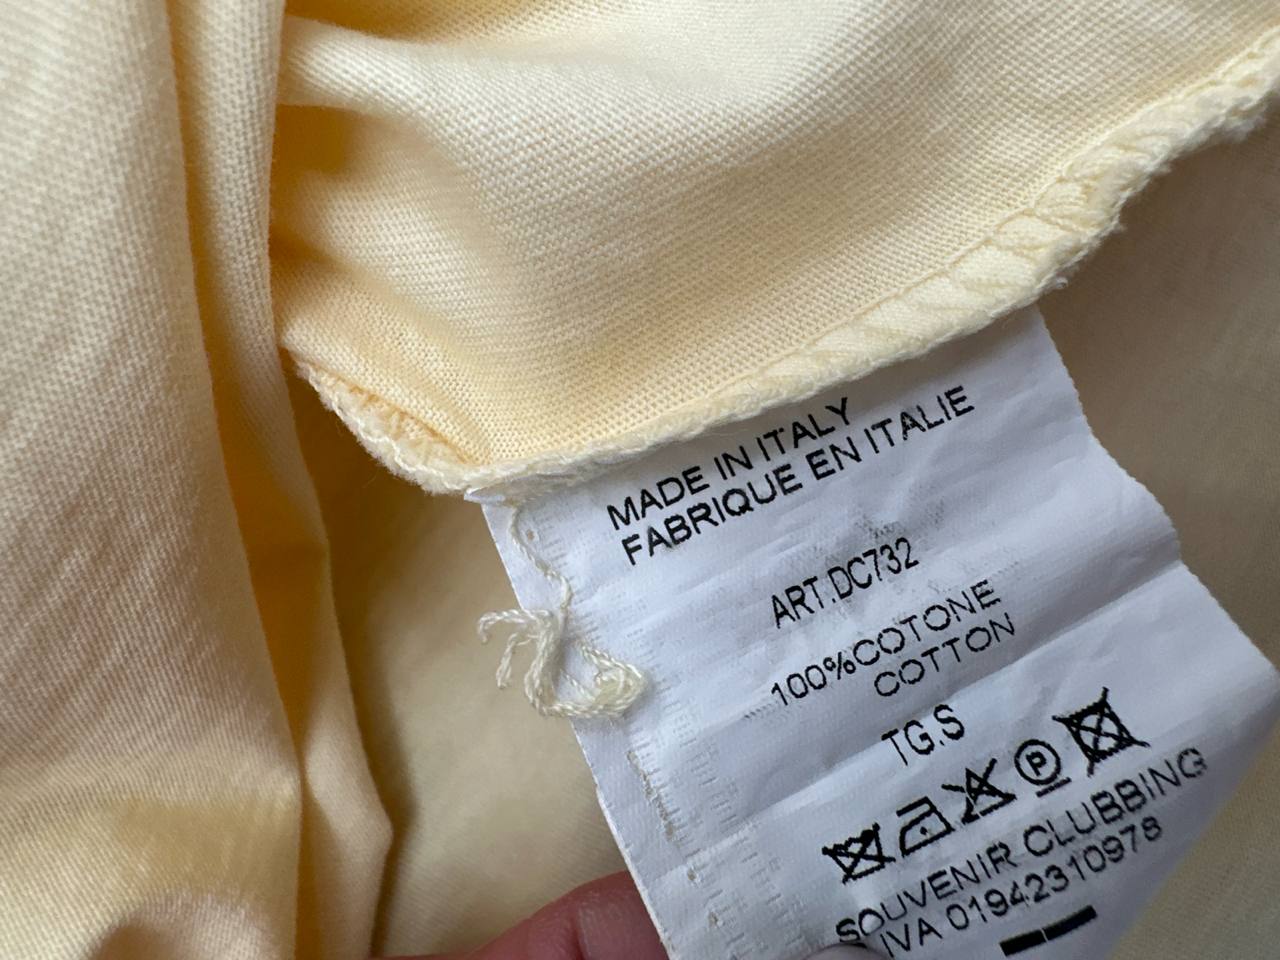 MADE IN ITALY
FABRIQUE EN ITALIE
ART.DC732
100%COTONE
COTTON
TG.S
P
SOUVENIR CLUBBING
IVA 01942310978